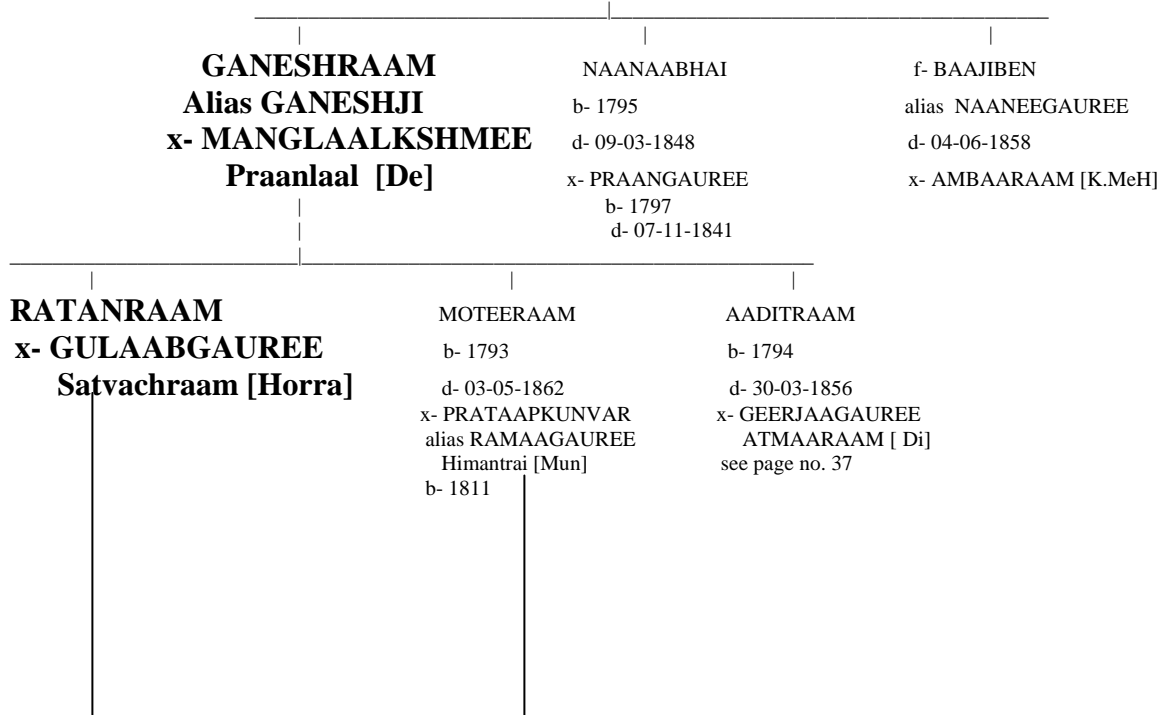 GANESHRAAM
Alias GANESHJI
x- MANGLAALKSHMEE
Praanlaal [De]
NAANAABHAI
b- 1795
d- 09-03-1848
x- PRAANGAUREE
b- 1797
d- 07-11-1841
f- BAAJIBEN
alias NAANEEGAUREE
d- 04-06-1858
x- AMBAARAAM [K.MeH]
RATANRAAM
x- GULAABGAUREE
Satvachraam [Horra]
MOTEERAAM
b- 1793
d- 03-05-1862
x- PRATAAPKUNVAR
alias RAMAAGAUREE
Himantrai [Mun]
b- 1811
AADITRAAM
b- 1794
d- 30-03-1856
x- GEERJAAGAUREE
ATMAARAAM [ Di]
see page no. 37